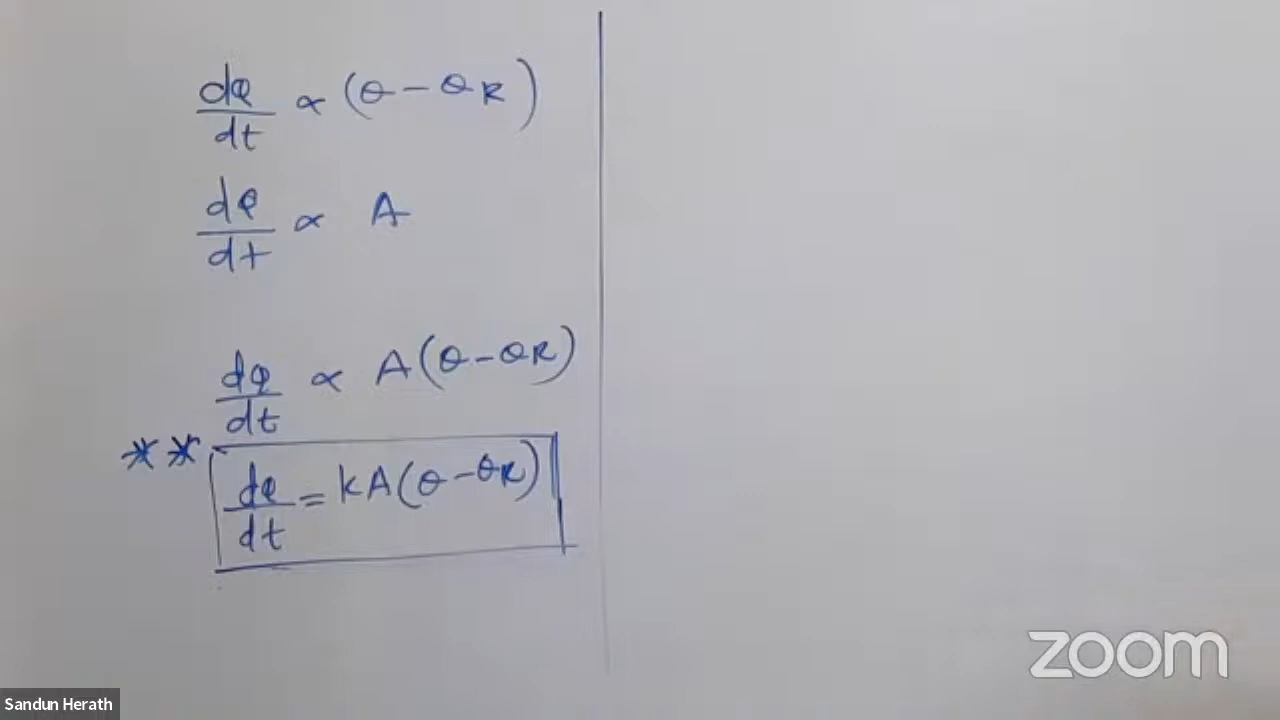 dQ/dt ∝ (θ - θR)
dQ/dt ∝ A
dQ/dt ∝ A(θ - θR)
** dQ/dt = kA(θ - θR)
zoom
Sandun Herath